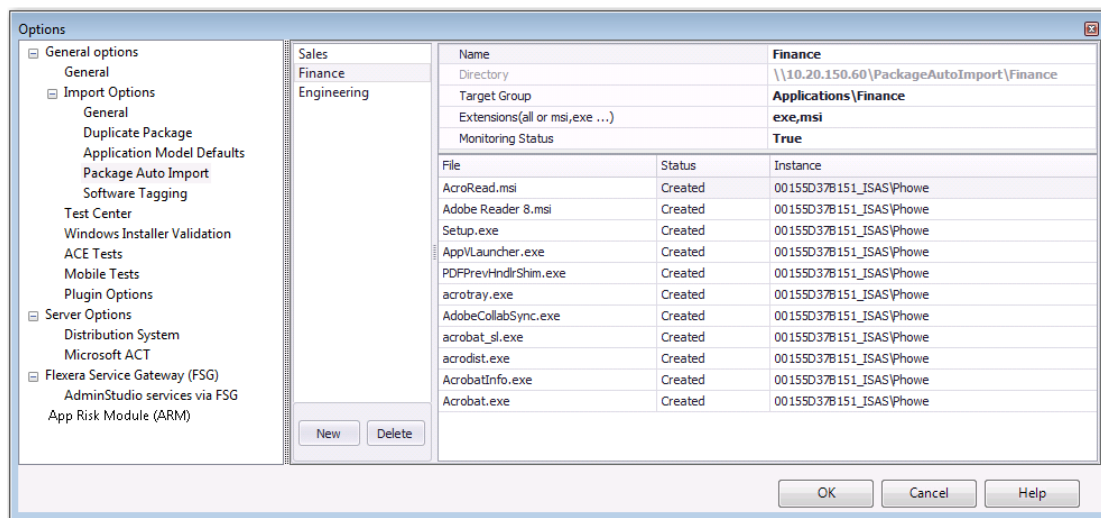 Options
General options
General
Import Options
General
Duplicate Package
Application Model Defaults
Package Auto Import
Software Tagging
Test Center
Windows Installer Validation
ACE Tests
Mobile Tests
Plugin Options
Server Options
Distribution System
Microsoft ACT
Flexera Service Gateway (FSG)
AdminStudio services via FSG
App Risk Module (ARM)
Sales
Finance
Engineering
New Delete
Name Finance
Directory \\10.20.150.60\PackageAutoImport\Finance
Target Group Applications\Finance
Extensions(all or msi,exe ...) exe,msi
Monitoring Status True
File Status Instance
AcroRead.msi Created 00155D37B151_ISAS\Phowe
Adobe Reader 8.msi Created 00155D37B151_ISAS\Phowe
Setup.exe Created 00155D37B151_ISAS\Phowe
AppVLauncher.exe Created 00155D37B151_ISAS\Phowe
PDFPrevHndlrShim.exe Created 00155D37B151_ISAS\Phowe
acrotray.exe Created 00155D37B151_ISAS\Phowe
AdobeCollabSync.exe Created 00155D37B151_ISAS\Phowe
acrobat_sl.exe Created 00155D37B151_ISAS\Phowe
acrodist.exe Created 00155D37B151_ISAS\Phowe
AcrobatInfo.exe Created 00155D37B151_ISAS\Phowe
Acrobat.exe Created 00155D37B151_ISAS\Phowe
OK Cancel Help